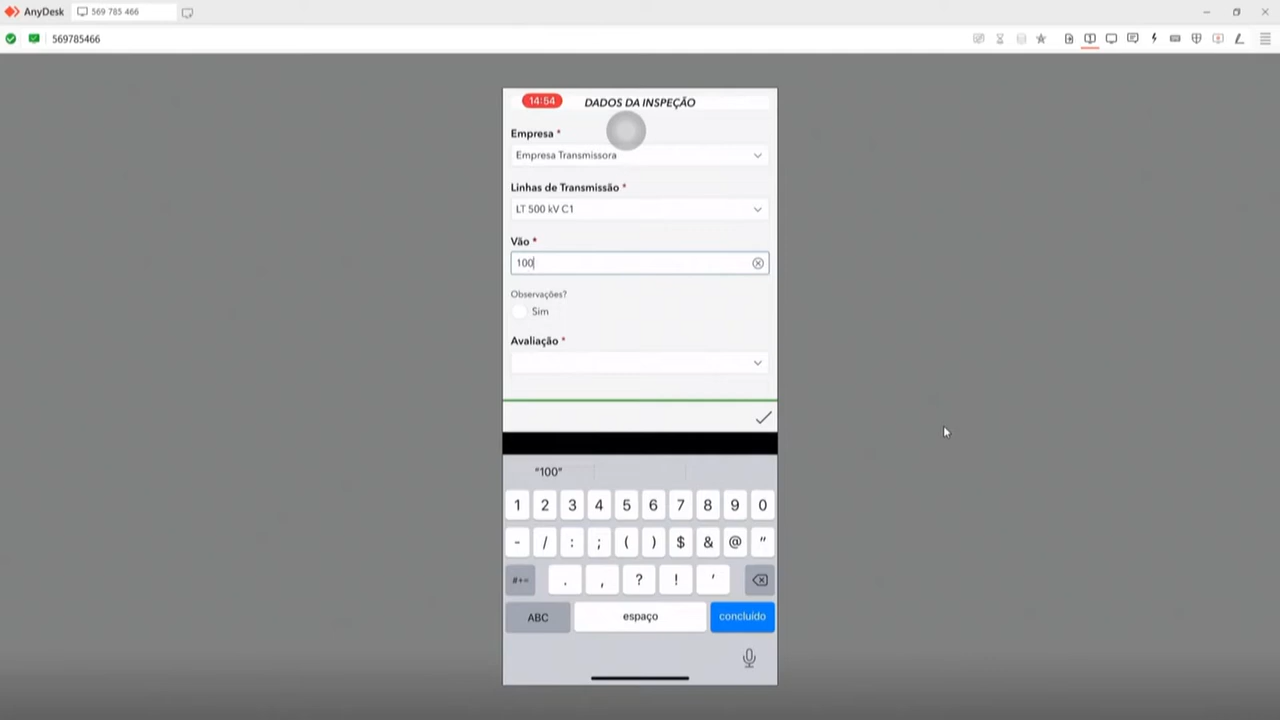 AnyDesk
569 785 466
569785466
14:54
DADOS DA INSPEÇÃO
Empresa *
Empresa Transmissora
Linhas de Transmissão *
LT 500 kV C1
Vão *
100
Observações?
Sim
Avaliação *
"100"
1 2 3 4 5 6 7 8 9 0
- / : ; ( ) $ & @ "
#+= . , ? ! '
ABC espaço concluído